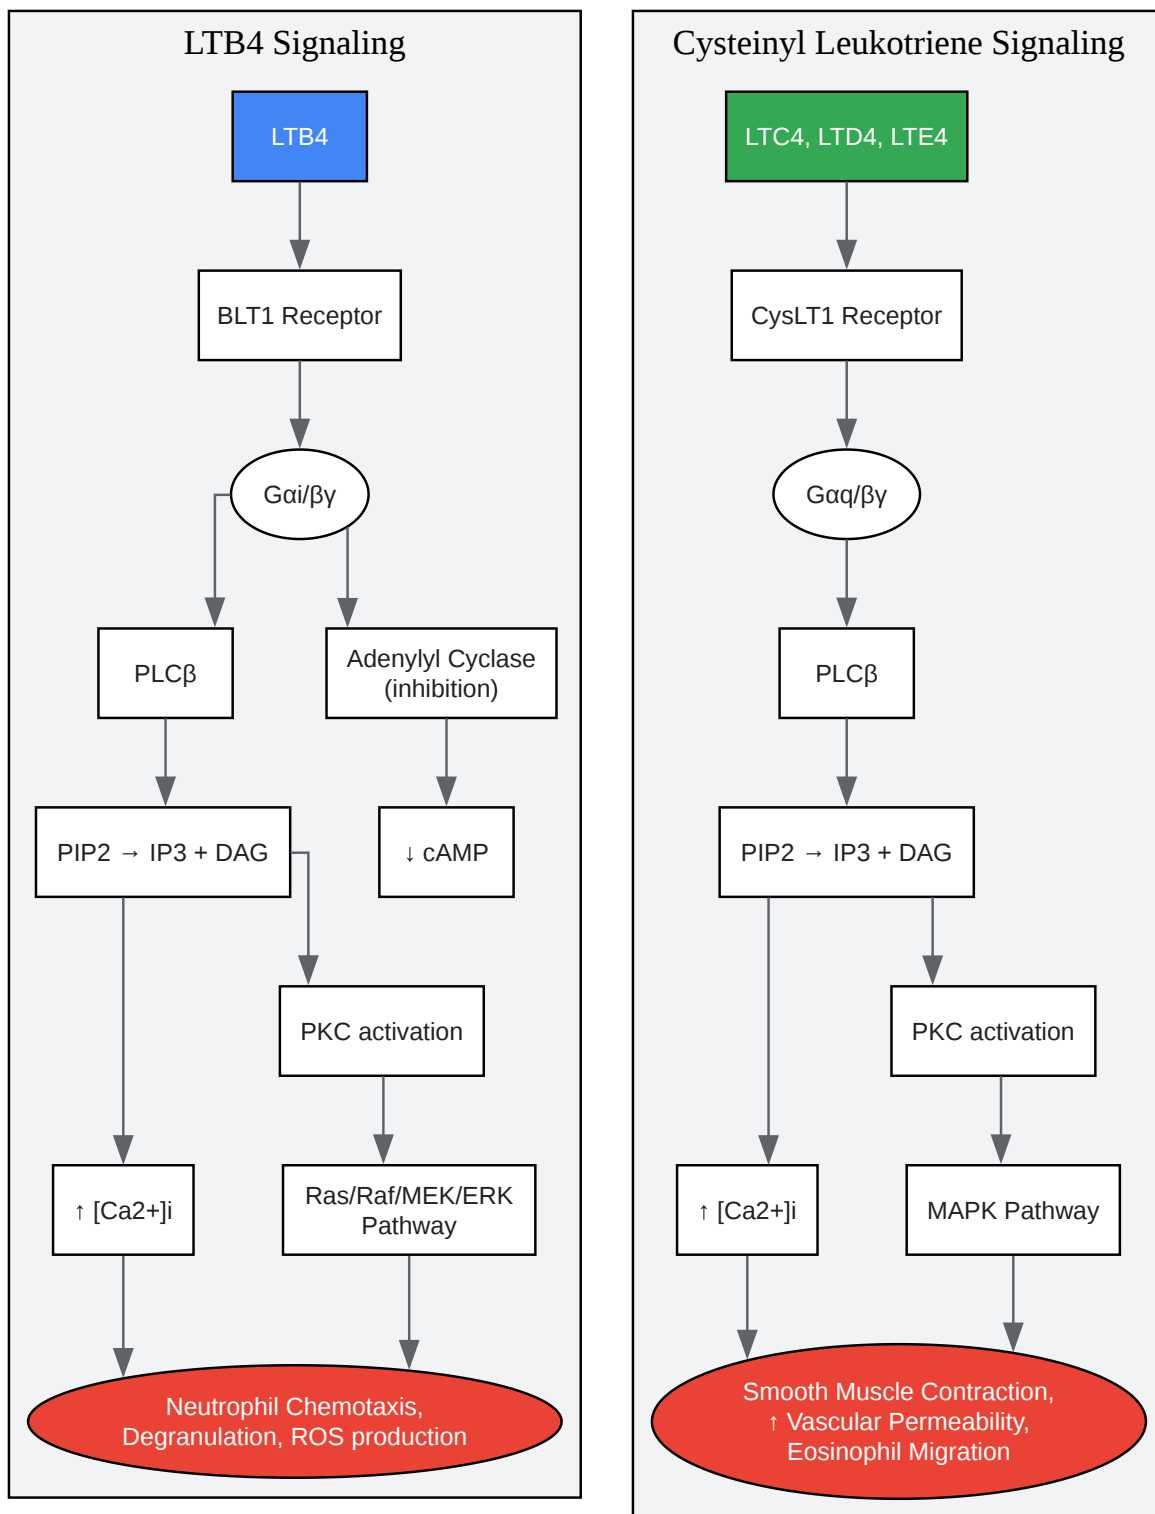 LTB4 Signaling
LTB4
BLT1 Receptor
Gαi/βγ
PLCβ
Adenylyl Cyclase
(inhibition)
PIP2 → IP3 + DAG
↓ cAMP
PKC activation
↑ [Ca2+]i
Ras/Raf/MEK/ERK
Pathway
Neutrophil Chemotaxis,
Degranulation, ROS production
Cysteinyl Leukotriene Signaling
LTC4, LTD4, LTE4
CysLT1 Receptor
Gαq/βγ
PLCβ
PIP2 → IP3 + DAG
PKC activation
↑ [Ca2+]i
MAPK Pathway
Smooth Muscle Contraction,
↑ Vascular Permeability,
Eosinophil Migration